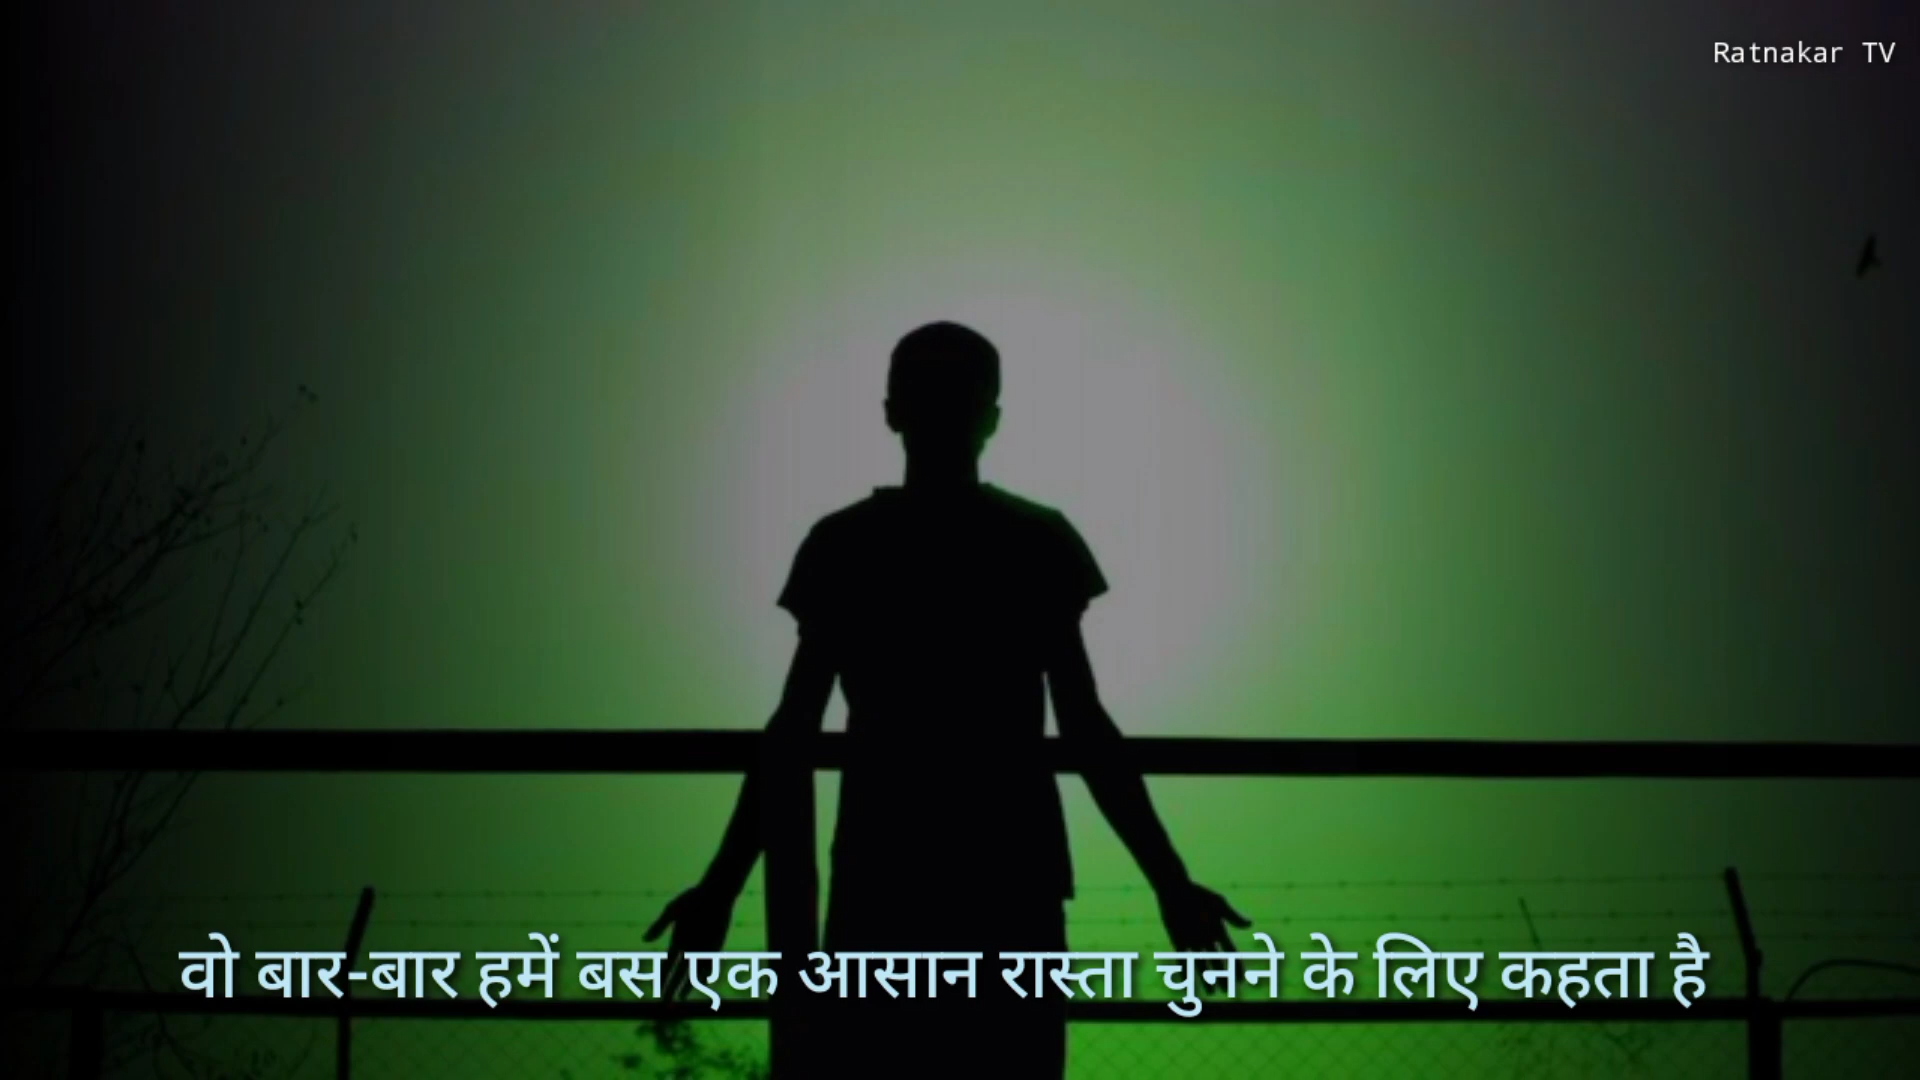 Ratnakar TV
वो बार-बार हमें बस एक आसान रास्ता चुनने के लिए कहता है